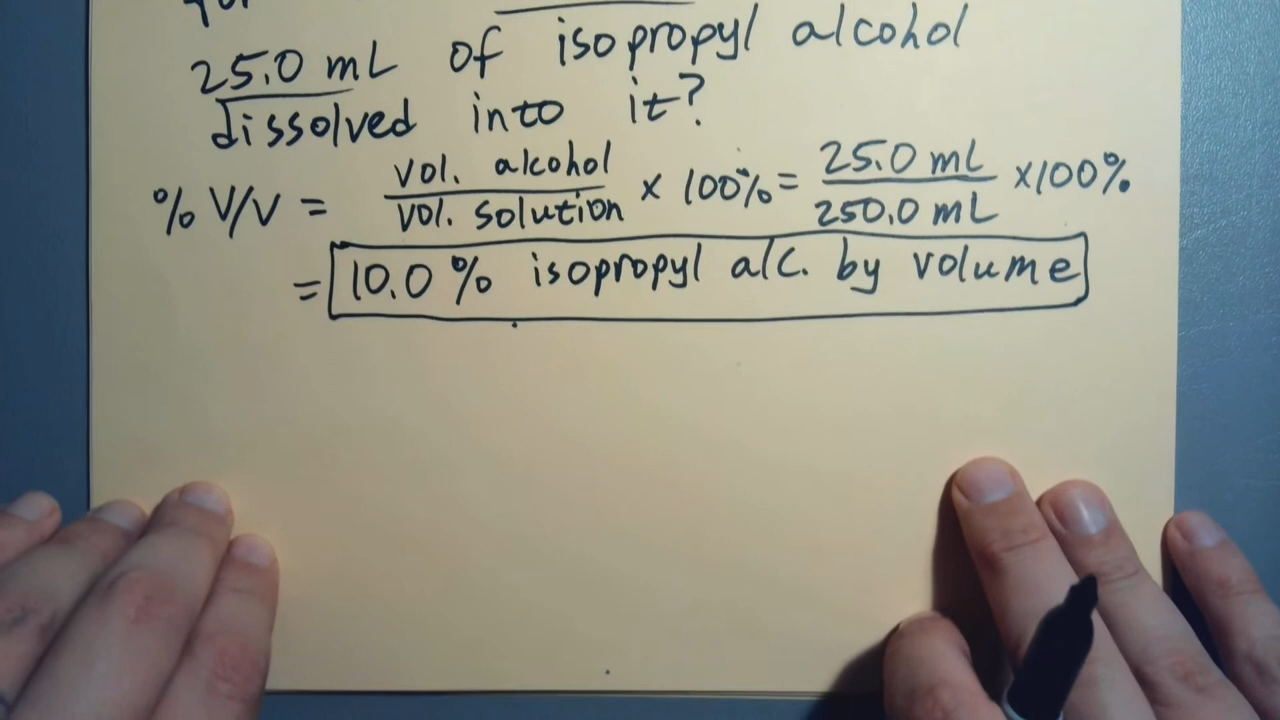 25.0 mL of isopropyl alcohol
dissolved into it?
% V/V = vol. alcohol / vol. solution × 100% = 25.0 mL / 250.0 mL ×100%
= 10.0% isopropyl alc. by volume